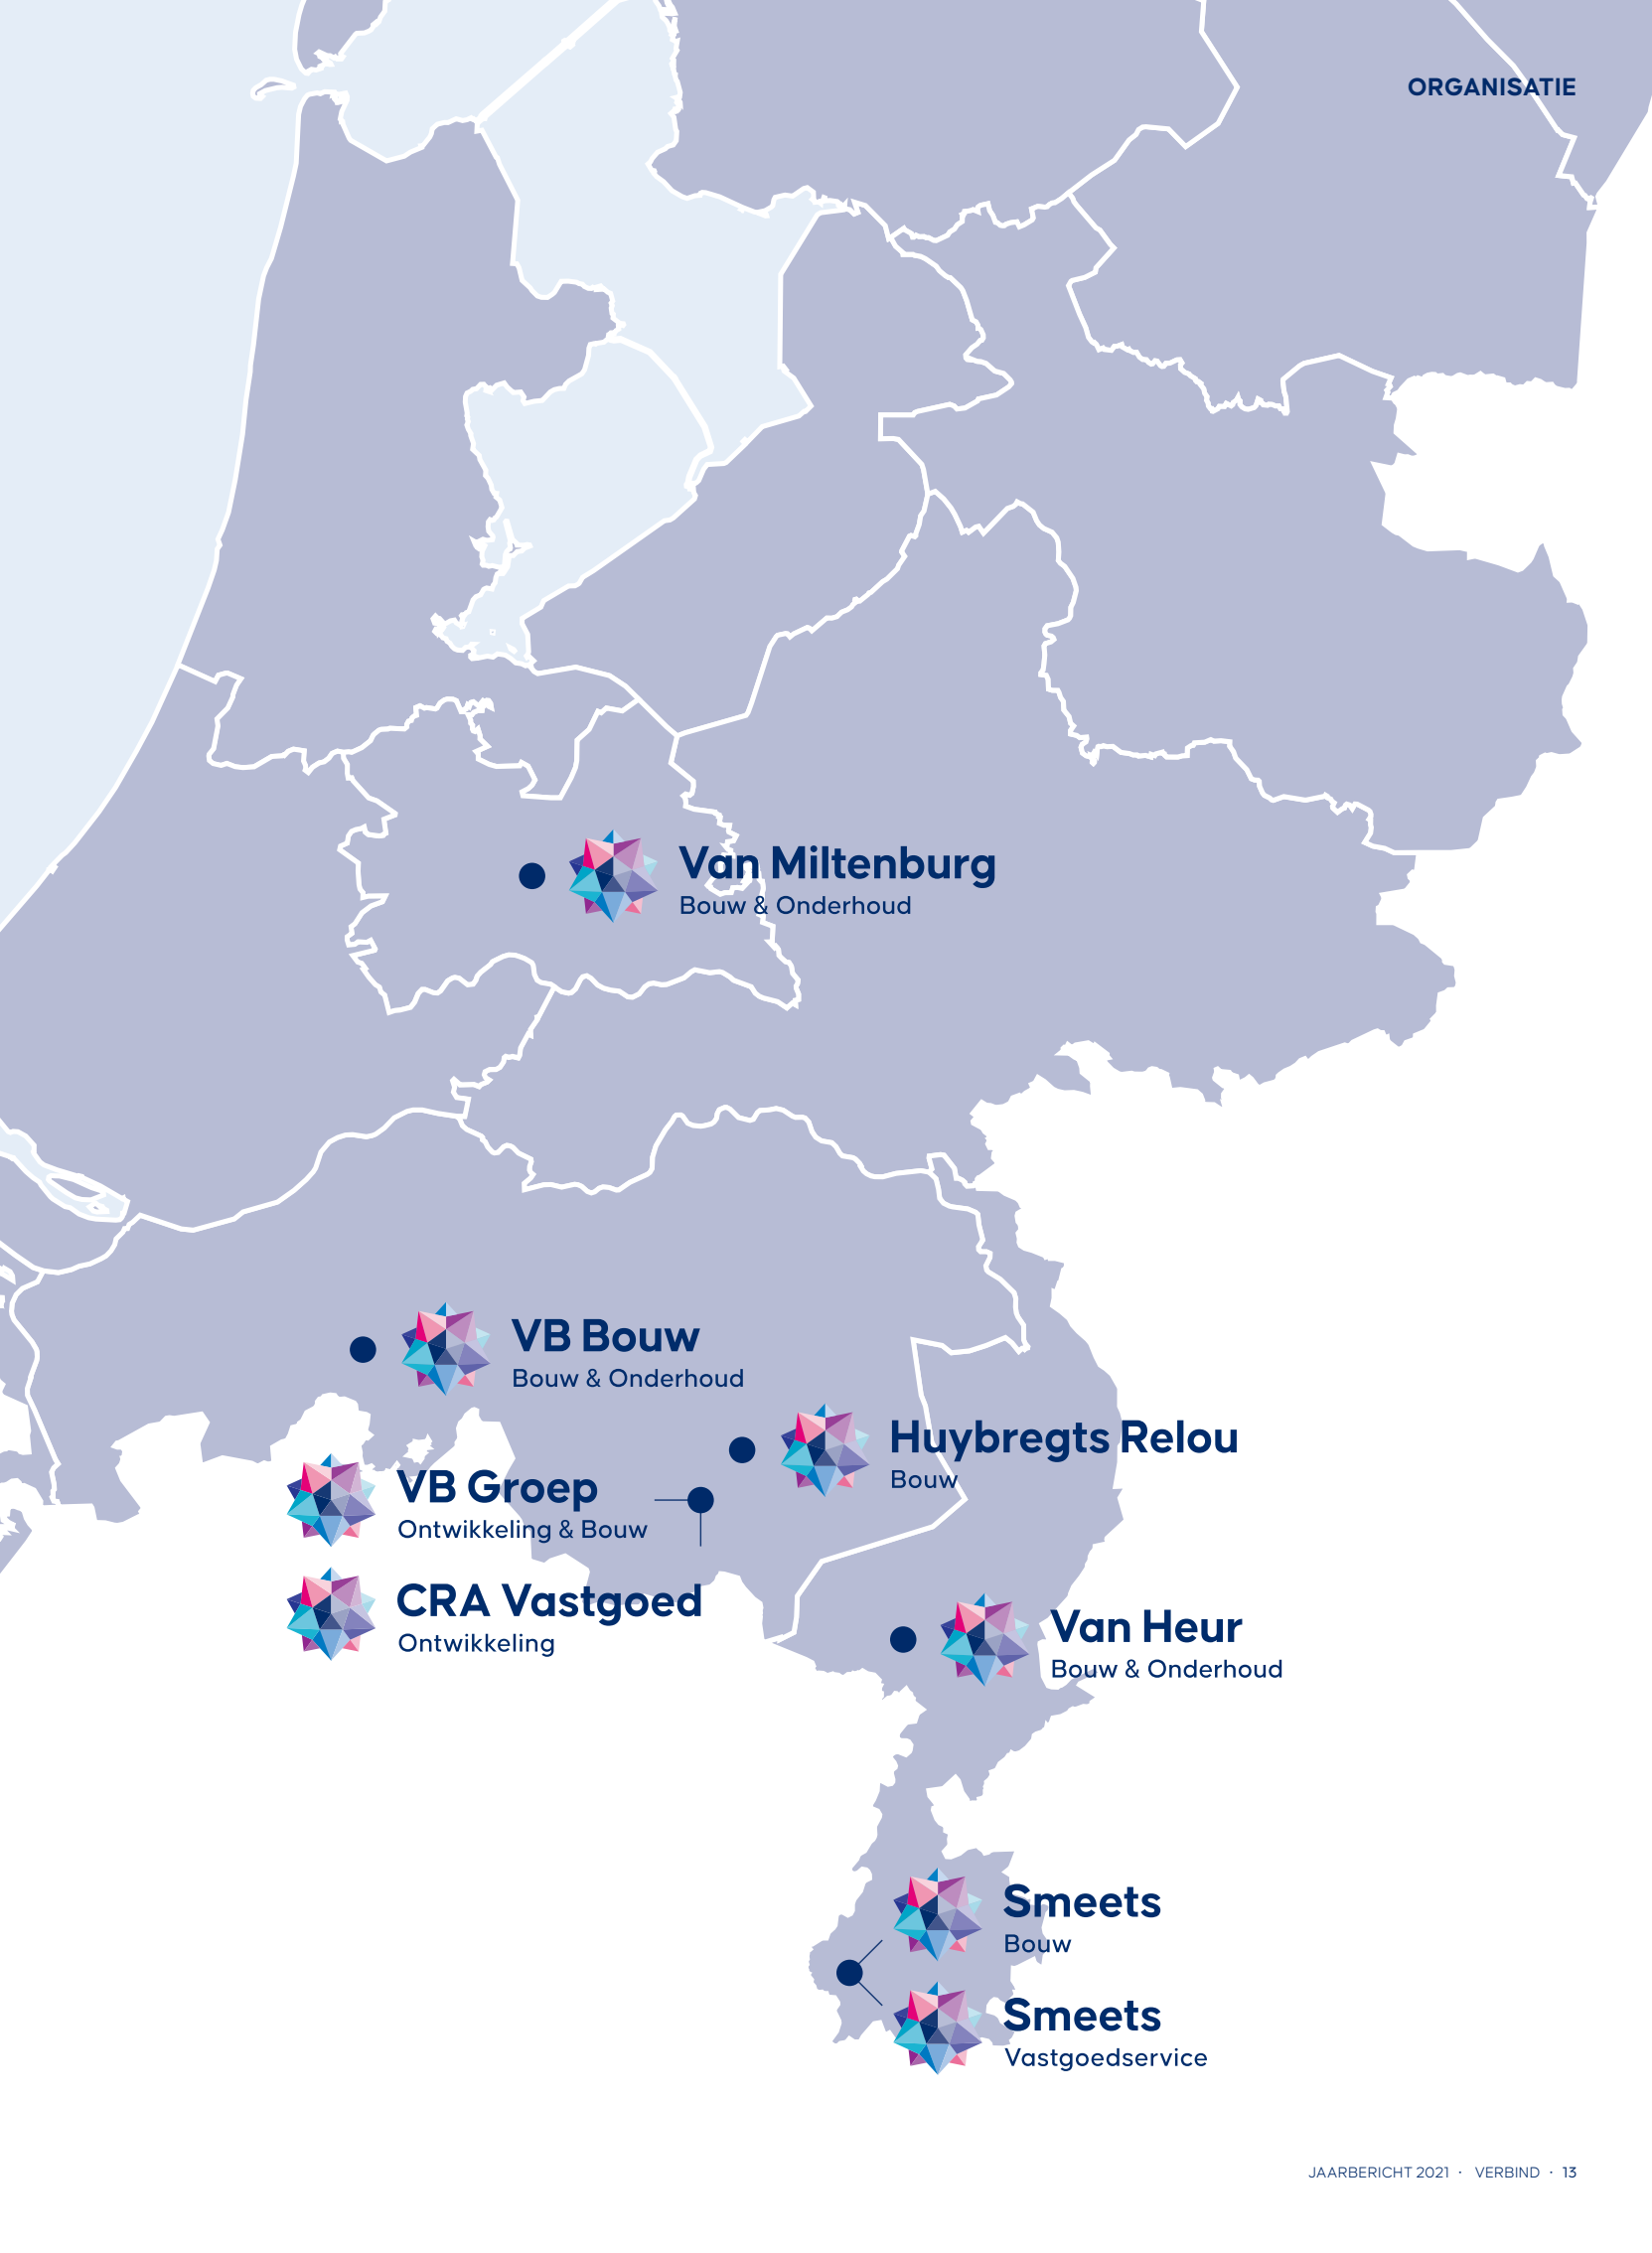 ORGANISATIE
Van Miltenburg
Bouw & Onderhoud
VB Bouw
Bouw & Onderhoud
Huybregts Relou
Bouw
VB Groep
Ontwikkeling & Bouw
CRA Vastgoed
Ontwikkeling
Van Heur
Bouw & Onderhoud
Smeets
Bouw
Smeets
Vastgoedservice
JAARBERICHT 2021 · VERBIND · 13